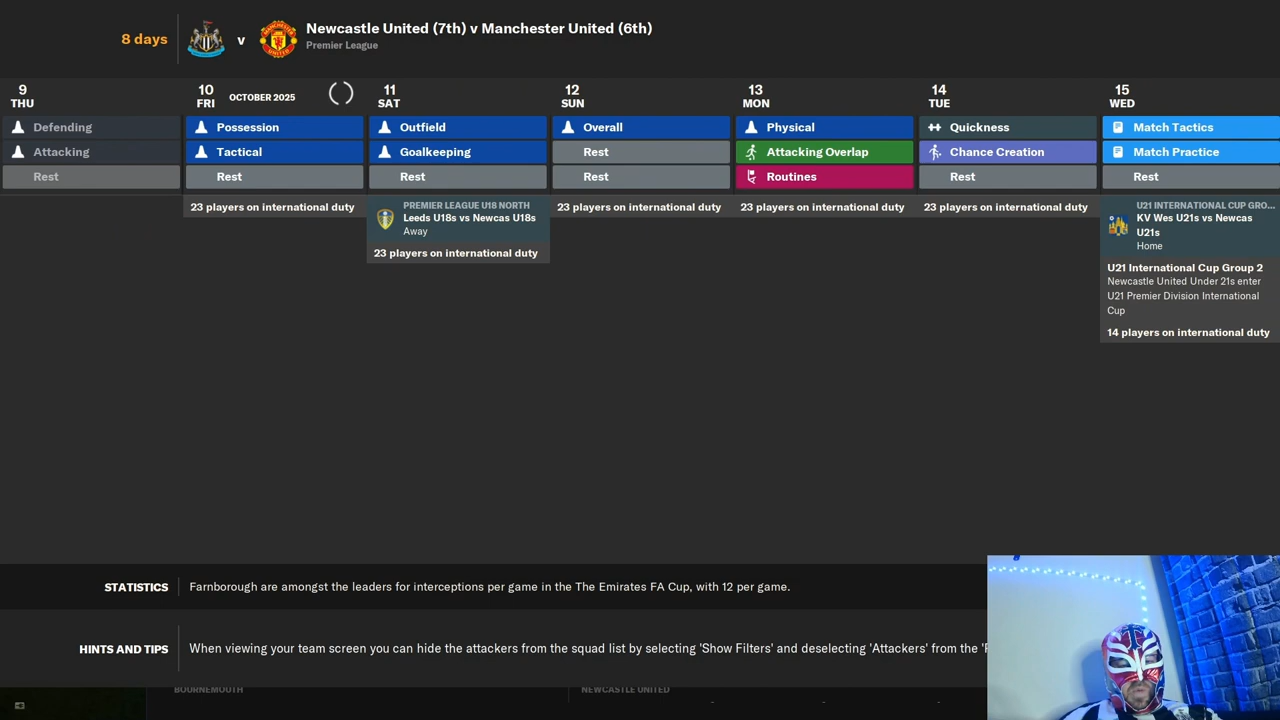 8 days
v
Newcastle United (7th) v Manchester United (6th)
Premier League
9
THU
10
FRI
OCTOBER 2025
11
SAT
12
SUN
13
MON
14
TUE
15
WED
Defending
Possession
Outfield
Overall
Physical
Quickness
Match Tactics
Attacking
Tactical
Goalkeeping
Rest
Attacking Overlap
Chance Creation
Match Practice
Rest
Rest
Rest
Rest
Routines
Rest
Rest
23 players on international duty
PREMIER LEAGUE U18 NORTH
Leeds U18s vs Newcas U18s
Away
23 players on international duty
23 players on international duty
23 players on international duty
23 players on international duty
U21 INTERNATIONAL CUP GRO...
KV Wes U21s vs Newcas
U21s
Home
U21 International Cup Group 2
Newcastle United Under 21s enter
U21 Premier Division International
Cup
14 players on international duty
STATISTICS
Farnborough are amongst the leaders for interceptions per game in the The Emirates FA Cup, with 12 per game.
HINTS AND TIPS
When viewing your team screen you can hide the attackers from the squad list by selecting 'Show Filters' and deselecting 'Attackers' from the
BOURNEMOUTH
NEWCASTLE UNITED